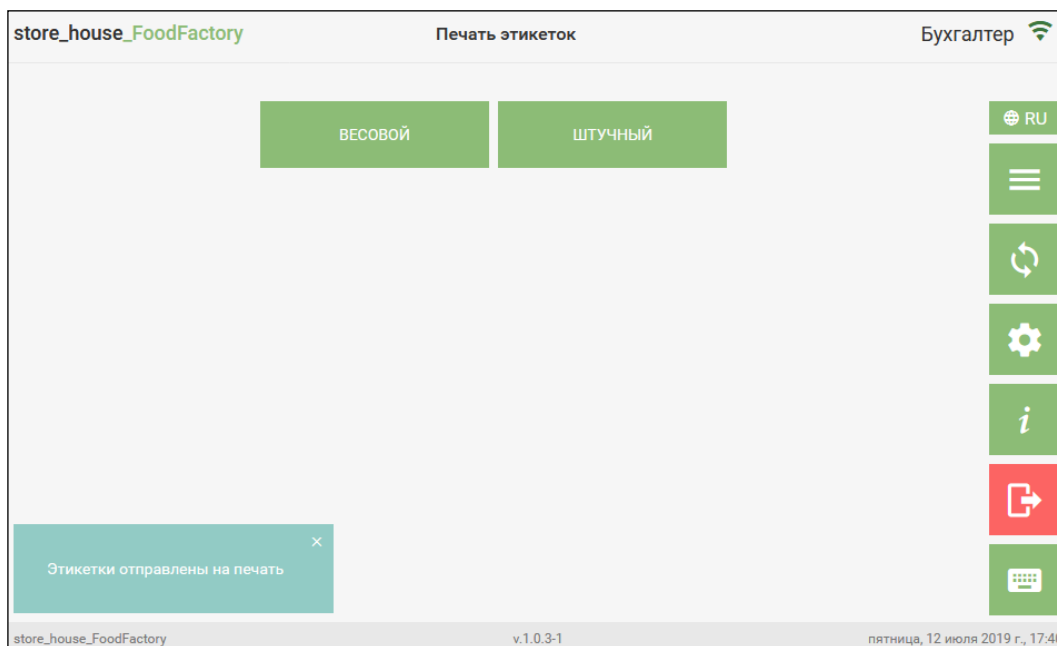 store_house_FoodFactory
Печать этикеток
Бухгалтер
ВЕСОВОЙ
ШТУЧНЫЙ
RU
i
×
Этикетки отправлены на печать
store_house_FoodFactory
v.1.0.3-1
пятница, 12 июля 2019 г., 17:40